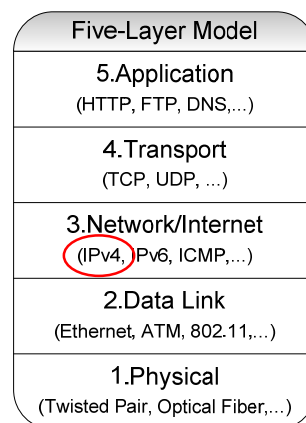 Five-Layer Model
5.Application
(HTTP, FTP, DNS,...)
4.Transport
(TCP, UDP, ...)
3.Network/Internet
(IPv4, IPv6, ICMP,...)
2.Data Link
(Ethernet, ATM, 802.11,...)
1.Physical
(Twisted Pair, Optical Fiber,...)